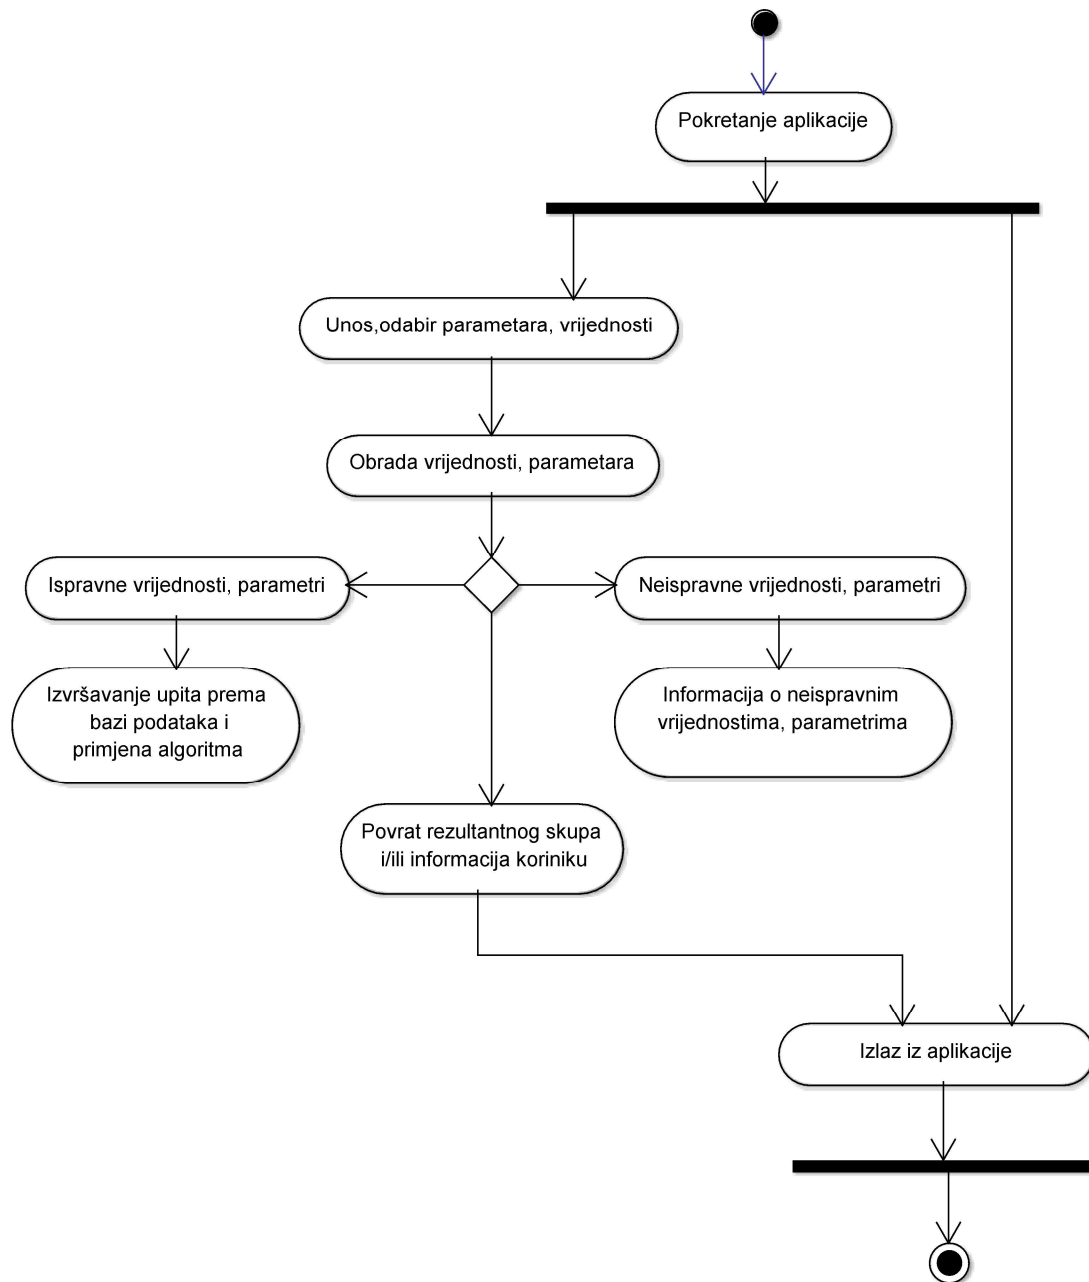 Pokretanje aplikacije
Unos,odabir parametara, vrijednosti
Obrada vrijednosti, parametara
Ispravne vrijednosti, parametri
Neispravne vrijednosti, parametri
Izvršavanje upita prema
bazi podataka i
primjena algoritma
Informacija o neispravnim
vrijednostima, parametrima
Povrat rezultantnog skupa
i/ili informacija koriniku
Izlaz iz aplikacije